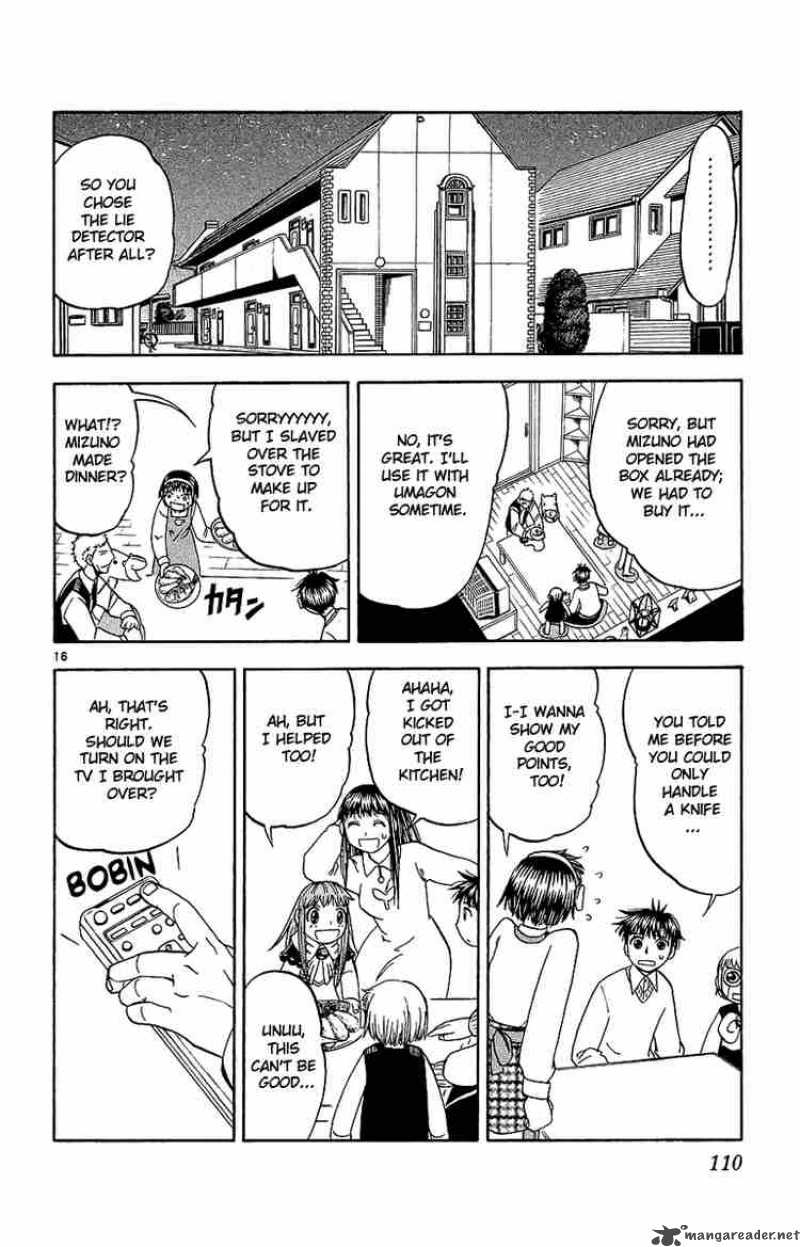 .........
SO YOU
CHOSE
THE LIE
DETECTOR
AFTER ALL?
SORRY, BUT
MIZUNO HAD
OPENED THE
BOX ALREADY;
WE HAD TO
BUY IT...
NO, IT'S
GREAT. I'LL
USE IT WITH
UMAGON
SOMETIME.
SORRYYYYYY,
BUT I SLAVED
OVER THE
STOVE TO
MAKE UP
FOR IT.
WHAT!?
MIZUNO
MADE
DINNER?
カタン
16
YOU TOLD
ME BEFORE
YOU COULD
ONLY
HANDLE
A KNIFE
...
I-I WANNA
SHOW MY
GOOD
POINTS,
TOO!
AHAHA,
I GOT
KICKED
OUT OF
THE
KITCHEN!
AH, BUT
I HELPED
TOO!
UNUU,
THIS
CAN'T BE
GOOD...
AH, THAT'S
RIGHT.
SHOULD WE
TURN ON THE
TV I BROUGHT
OVER?
BOBIN
110
mangareader.net